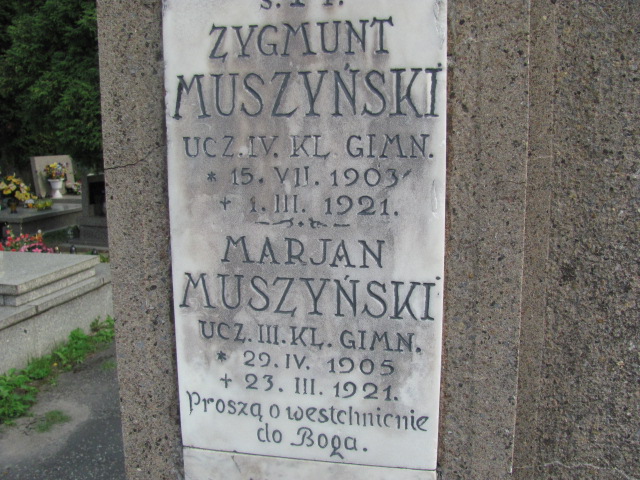 Ś. † P.
ZYGMUNT
MUSZYŃSKI
UCZ. IV. KL. GIMN.
* 15. VII. 1903.
+ 1. III. 1921.
MARJAN
MUSZYŃSKI
UCZ. III. KL. GIMN.
* 29. IV. 1905
+ 23. III. 1921.
Proszą o westchnienie
do Boga.